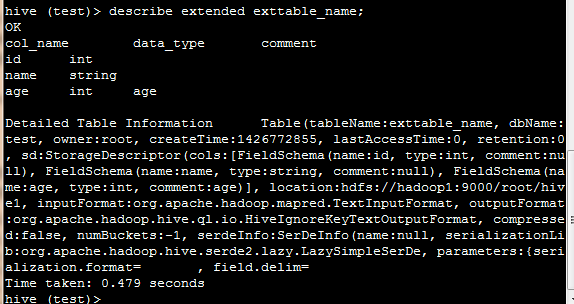 hive (test)> describe extended exttable_name;
OK
col_name        data_type       comment
id      int
name    string
age     int     age

Detailed Table Information      Table(tableName:exttable_name, dbName:
test, owner:root, createTime:1426772855, lastAccessTime:0, retention:0
, sd:StorageDescriptor(cols:[FieldSchema(name:id, type:int, comment:nu
ll), FieldSchema(name:name, type:string, comment:null), FieldSchema(na
me:age, type:int, comment:age)], location:hdfs://hadoop1:9000/root/hiv
e1, inputFormat:org.apache.hadoop.mapred.TextInputFormat, outputFormat
:org.apache.hadoop.hive.ql.io.HiveIgnoreKeyTextOutputFormat, compresse
d:false, numBuckets:-1, serdeInfo:SerDeInfo(name:null, serializationLi
b:org.apache.hadoop.hive.serde2.lazy.LazySimpleSerDe, parameters:{seri
alization.format=       , field.delim=
Time taken: 0.479 seconds
hive (test)>